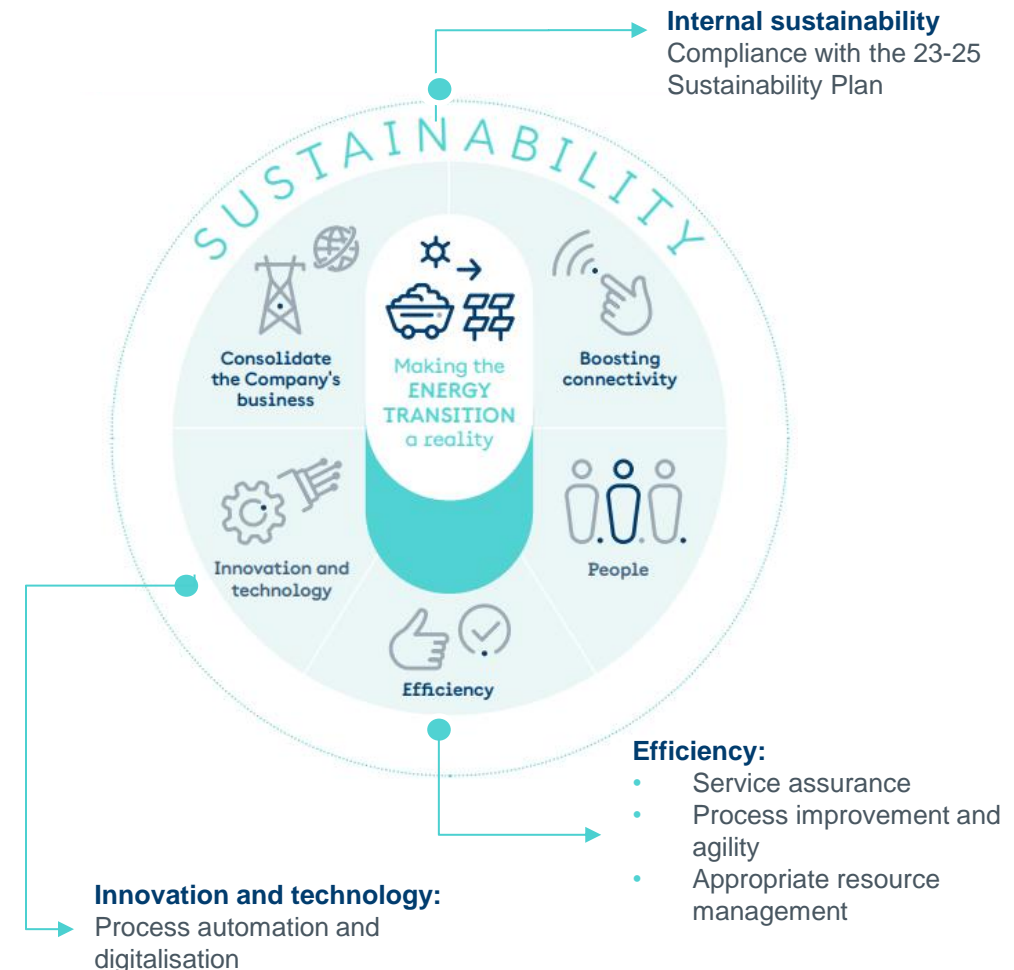 Internal sustainability
Compliance with the 23-25
Sustainability Plan
SUSTAINABILITY
Consolidate
the Company's
business
Making the
ENERGY
TRANSITION
a reality
Boosting
connectivity
Innovation and
technology
People
Efficiency
Efficiency:
• Service assurance
• Process improvement and
agility
• Appropriate resource
management
Innovation and technology:
Process automation and
digitalisation